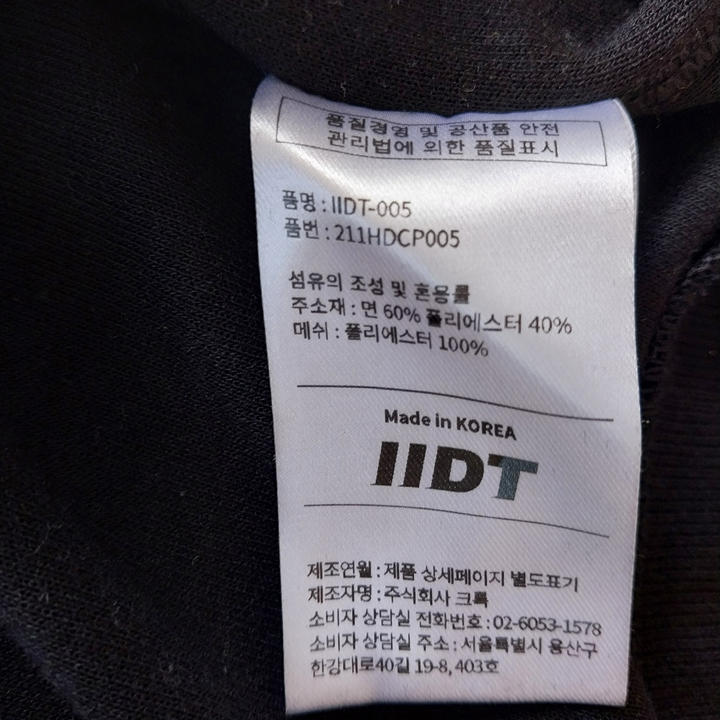 품질경영 및 공산품 안전
관리법에 의한 품질표시
품명 : IIDT-005
품번 : 211HDCP005
섬유의 조성 및 혼용률
주소재 : 면 60% 폴리에스터 40%
메쉬 : 폴리에스터 100%
Made in KOREA
IIDT
제조연월 : 제품 상세페이지 별도표기
제조자명 : 주식회사 크록
소비자 상담실 전화번호 : 02-6053-1578
소비자 상담실 주소 : 서울특별시 용산구
한강대로40길 19-8, 403호